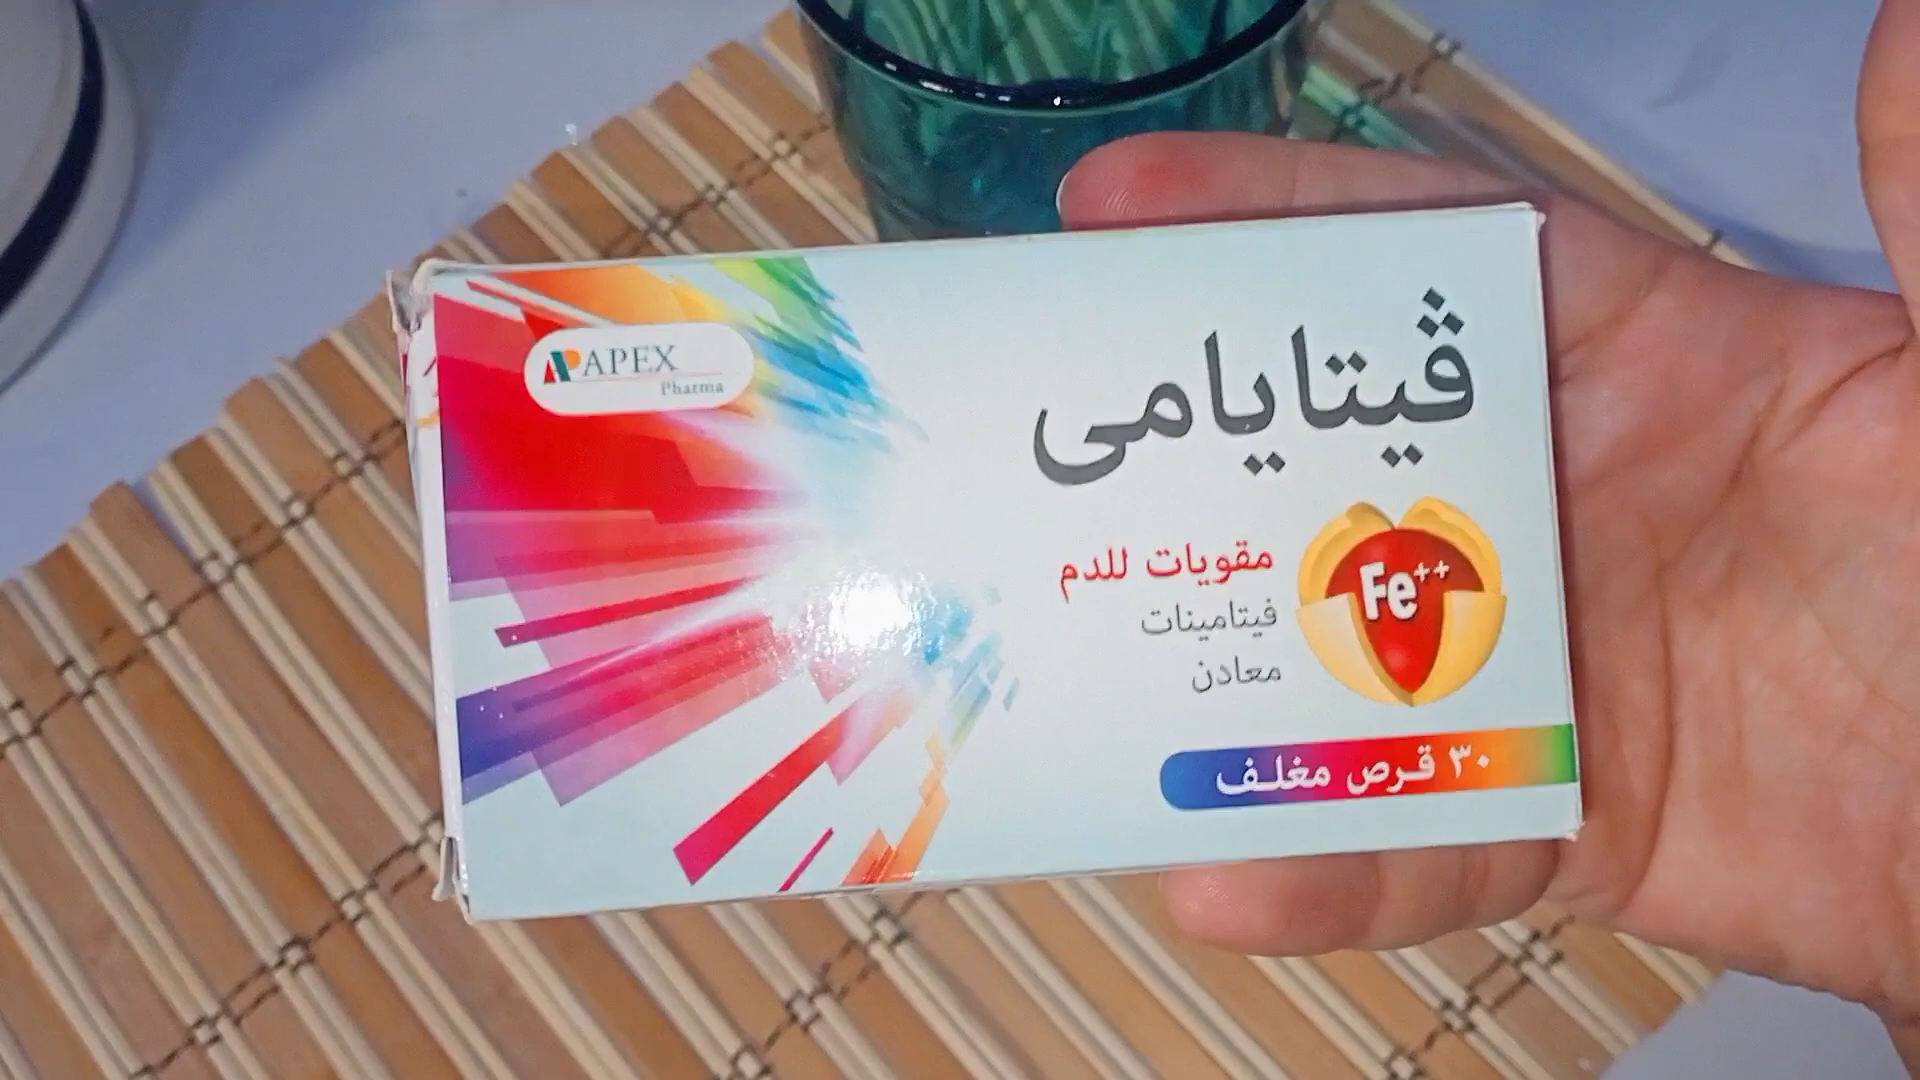 APEX
Pharma
ڤيتايامى
مقويات للدم
فيتامينات
معادن
Fe++
٣٠ قرص مغلف